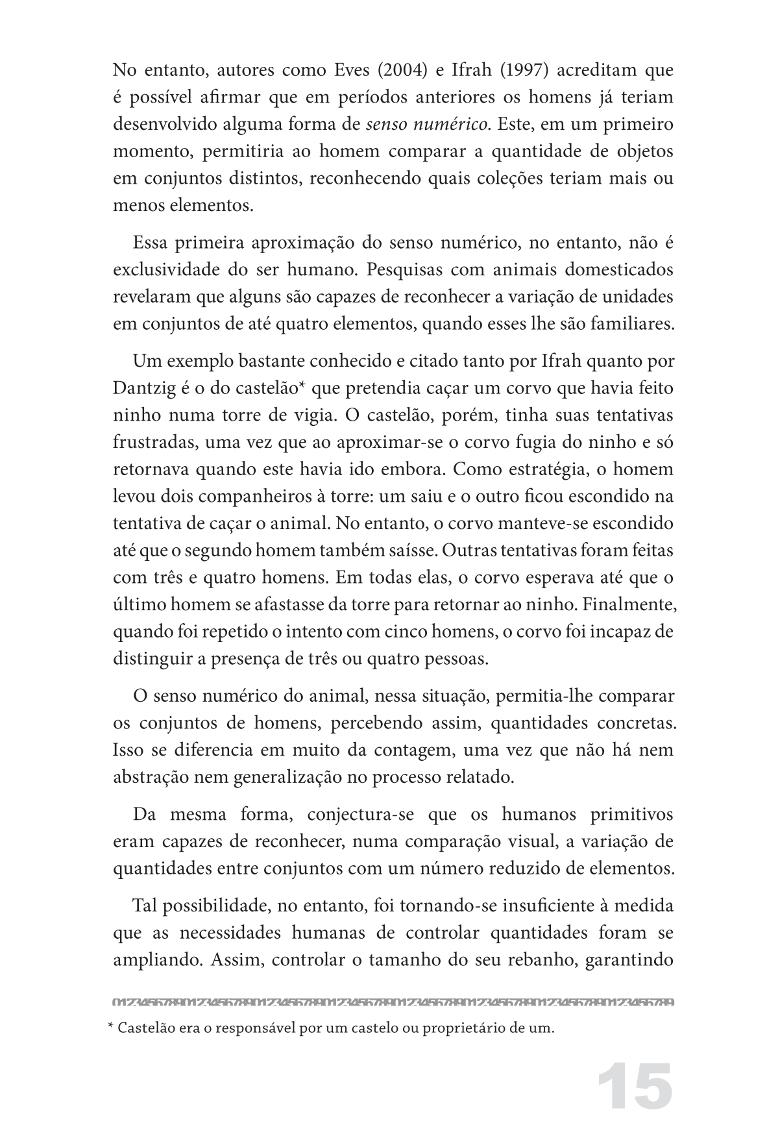 No entanto, autores como Eves (2004) e Ifrah (1997) acreditam que
é possível afirmar que em períodos anteriores os homens já teriam
desenvolvido alguma forma de senso numérico. Este, em um primeiro
momento, permitiria ao homem comparar a quantidade de objetos
em conjuntos distintos, reconhecendo quais coleções teriam mais ou
menos elementos.
Essa primeira aproximação do senso numérico, no entanto, não é
exclusividade do ser humano. Pesquisas com animais domesticados
revelaram que alguns são capazes de reconhecer a variação de unidades
em conjuntos de até quatro elementos, quando esses lhe são familiares.
Um exemplo bastante conhecido e citado tanto por Ifrah quanto por
Dantzig é o do castelão* que pretendia caçar um corvo que havia feito
ninho numa torre de vigia. O castelão, porém, tinha suas tentativas
frustradas, uma vez que ao aproximar-se o corvo fugia do ninho e só
retornava quando este havia ido embora. Como estratégia, o homem
levou dois companheiros à torre: um saiu e o outro ficou escondido na
tentativa de caçar o animal. No entanto, o corvo manteve-se escondido
até que o segundo homem também saísse. Outras tentativas foram feitas
com três e quatro homens. Em todas elas, o corvo esperava até que o
último homem se afastasse da torre para retornar ao ninho. Finalmente,
quando foi repetido o intento com cinco homens, o corvo foi incapaz de
distinguir a presença de três ou quatro pessoas.
O senso numérico do animal, nessa situação, permitia-lhe comparar
os conjuntos de homens, percebendo assim, quantidades concretas.
Isso se diferencia em muito da contagem, uma vez que não há nem
abstração nem generalização no processo relatado.
Da mesma forma, conjectura-se que os humanos primitivos
eram capazes de reconhecer, numa comparação visual, a variação de
quantidades entre conjuntos com um número reduzido de elementos.
Tal possibilidade, no entanto, foi tornando-se insuficiente à medida
que as necessidades humanas de controlar quantidades foram se
ampliando. Assim, controlar o tamanho do seu rebanho, garantindo
01234567890123456789012345678901234567890123456789012345678901234567890123456789
* Castelão era o responsável por um castelo ou proprietário de um.
15